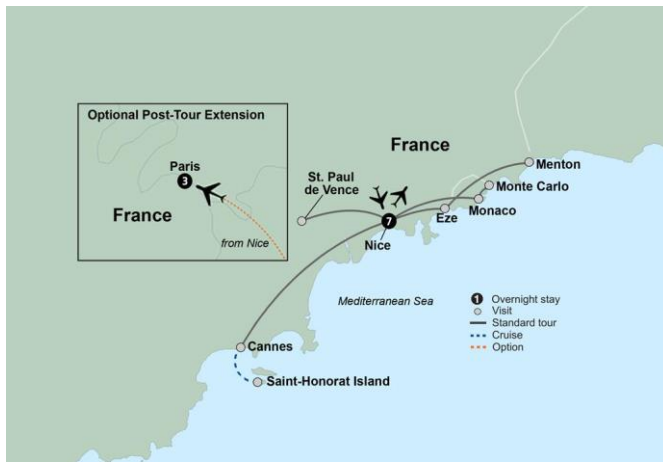 Optional Post-Tour Extension
Paris
3
France
from Nice
France
St. Paul
de Vence
Menton
Monte Carlo
Monaco
Eze
7
Nice
Mediterranean Sea
Cannes
Saint-Honorat Island
1 Overnight stay
Visit
Standard tour
Cruise
Option